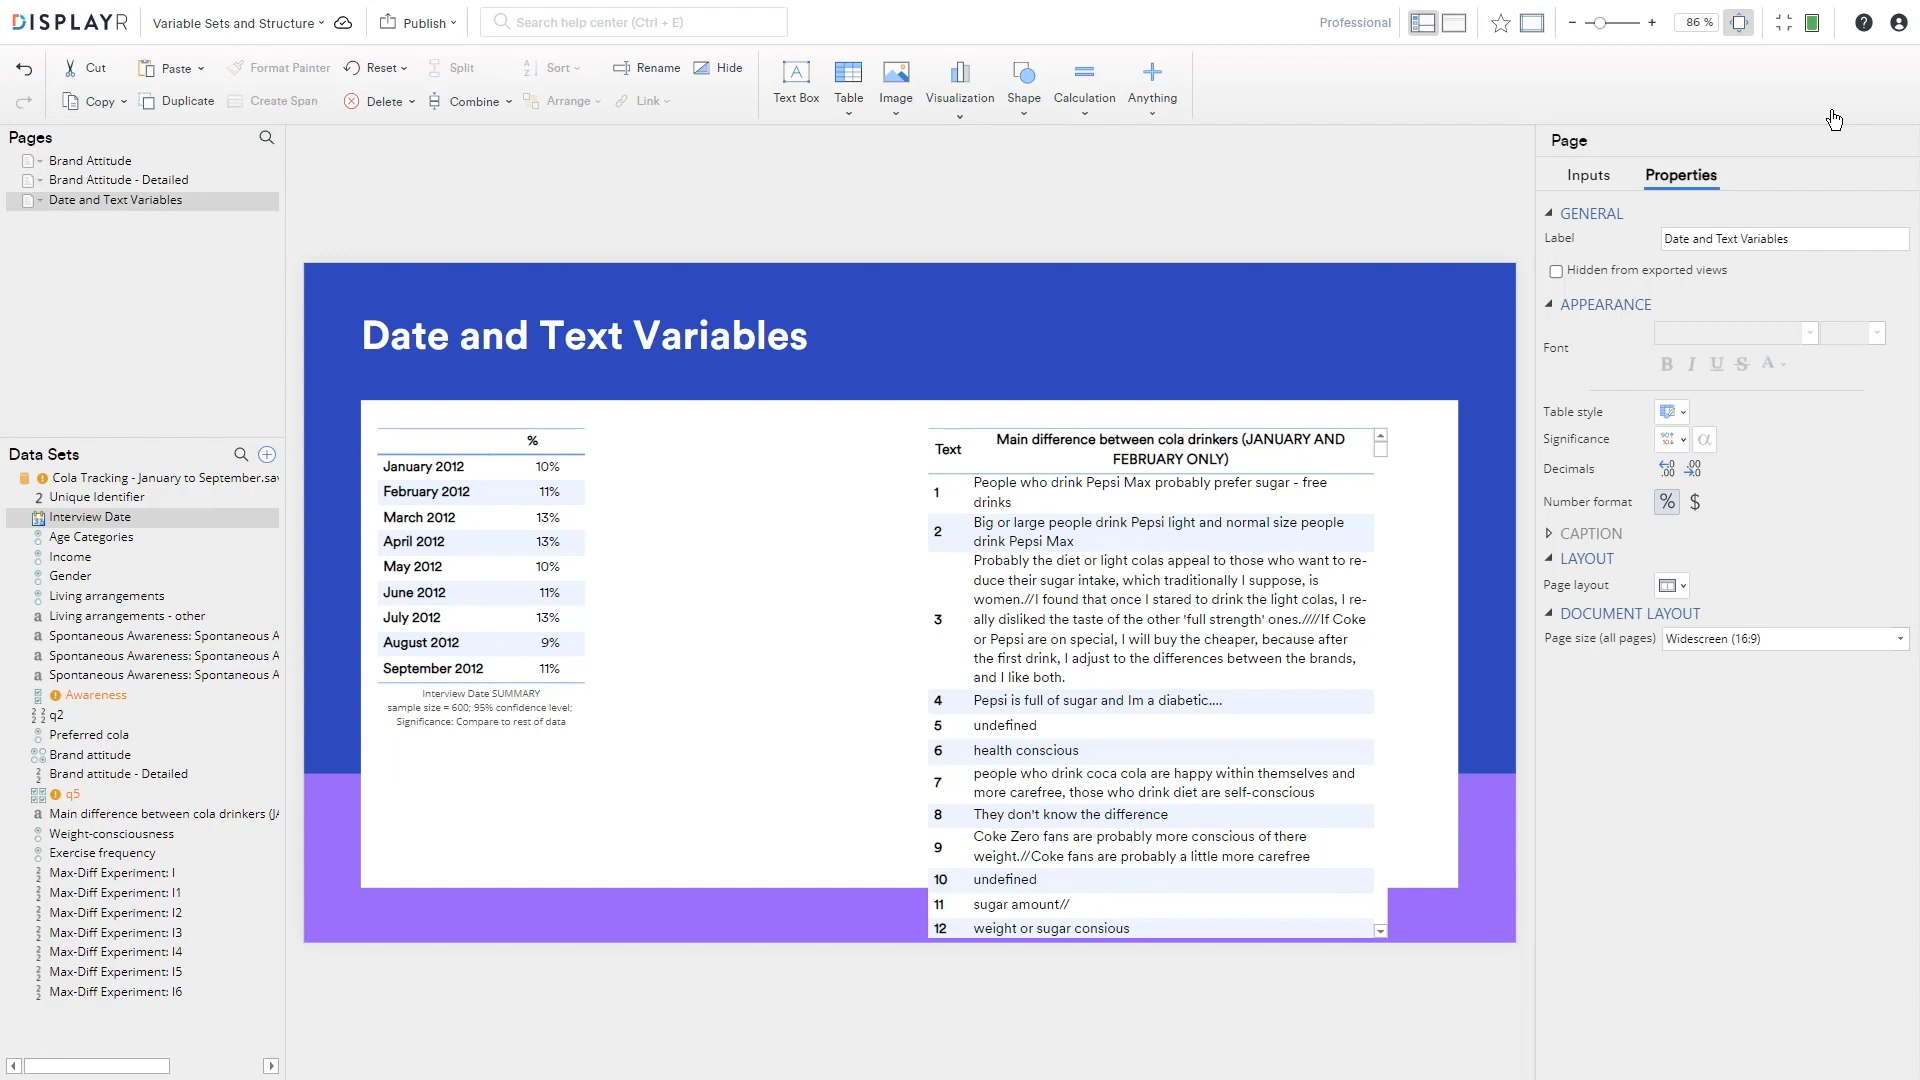 DISPLAYR
Variable Sets and Structure
Publish
Search help center (Ctrl + E)
Professional
86 %
Cut
Paste
Format Painter
Reset
Split
Sort
Rename
Hide
Copy
Duplicate
Create Span
Delete
Combine
Arrange
Link
Text Box
Table
Image
Visualization
Shape
Calculation
Anything
Pages
Brand Attitude
Brand Attitude - Detailed
Date and Text Variables
Data Sets
Cola Tracking - January to September.sav
Unique Identifier
Interview Date
Age Categories
Income
Gender
Living arrangements
Living arrangements - other
Spontaneous Awareness: Spontaneous A
Spontaneous Awareness: Spontaneous A
Spontaneous Awareness: Spontaneous A
Awareness
q2
Preferred cola
Brand attitude
Brand attitude - Detailed
q5
Main difference between cola drinkers (JA
Weight-consciousness
Exercise frequency
Max-Diff Experiment: I
Max-Diff Experiment: I1
Max-Diff Experiment: I2
Max-Diff Experiment: I3
Max-Diff Experiment: I4
Max-Diff Experiment: I5
Max-Diff Experiment: I6
Date and Text Variables
%
January 2012 10%
February 2012 11%
March 2012 13%
April 2012 13%
May 2012 10%
June 2012 11%
July 2012 13%
August 2012 9%
September 2012 11%
Interview Date SUMMARY
sample size = 600; 95% confidence level;
Significance: Compare to rest of data
Text
Main difference between cola drinkers (JANUARY AND
FEBRUARY ONLY)
1 People who drink Pepsi Max probably prefer sugar - free
drinks
2 Big or large people drink Pepsi light and normal size people
drink Pepsi Max
3 Probably the diet or light colas appeal to those who want to re-
duce their sugar intake, which traditionally I suppose, is
women.//I found that once I stared to drink the light colas, I re-
ally disliked the taste of the other 'full strength' ones.////If Coke
or Pepsi are on special, I will buy the cheaper, because after
the first drink, I adjust to the differences between the brands,
and I like both.
4 Pepsi is full of sugar and Im a diabetic....
5 undefined
6 health conscious
7 people who drink coca cola are happy within themselves and
more carefree, those who drink diet are self-conscious
8 They don't know the difference
9 Coke Zero fans are probably more conscious of there
weight.//Coke fans are probably a little more carefree
10 undefined
11 sugar amount//
12 weight or sugar consious
Page
Inputs
Properties
GENERAL
Label
Date and Text Variables
Hidden from exported views
APPEARANCE
Font
B I U S A
Table style
Significance
Decimals
Number format
% $
CAPTION
LAYOUT
Page layout
DOCUMENT LAYOUT
Page size (all pages)
Widescreen (16:9)